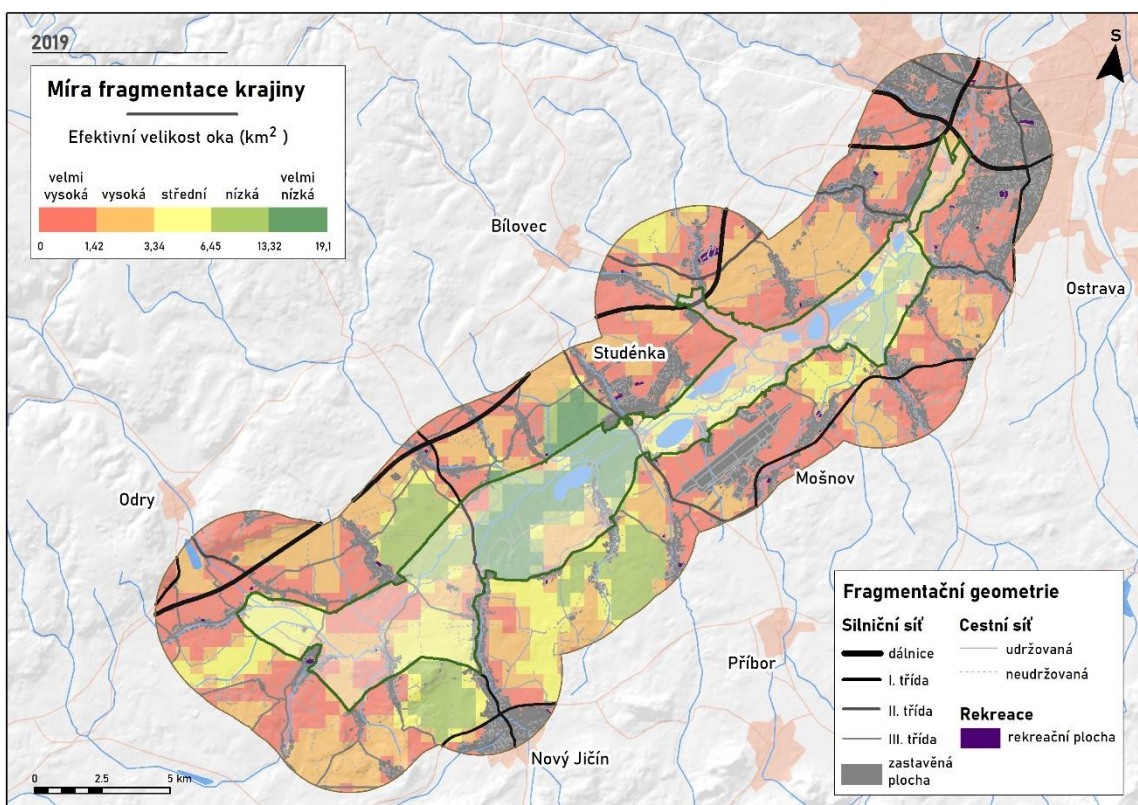 2019
Míra fragmentace krajiny
Efektivní velikost oka (km²)
velmi vysoká
vysoká
střední
nízká
velmi nízká
0 1,42 3,34 6,45 13,32 19,1
S
Bílovec
Ostrava
Studénka
Mošnov
Odry
Příbor
Nový Jičín
Fragmentační geometrie
Silniční síť
dálnice
I. třída
II. třída
III. třída
zastavěná
plocha
Cestní síť
udržovaná
neudržovaná
Rekreace
rekreační plocha
0 2.5 5 km